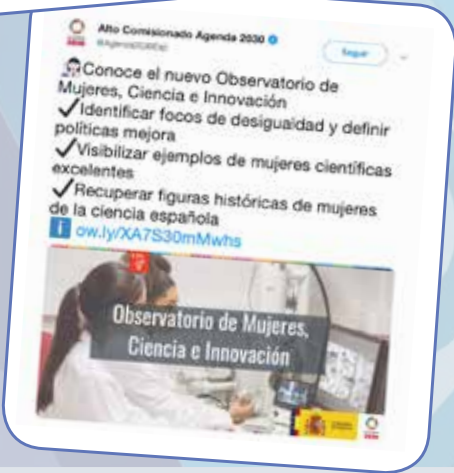 Alto Comisionado Agenda 2030
Seguir
Conoce el nuevo Observatorio de
Mujeres, Ciencia e Innovación
✓Identificar focos de desigualdad y definir
políticas mejora
✓Visibilizar ejemplos de mujeres científicas
excelentes
✓Recuperar figuras históricas de mujeres
de la ciencia española
ow.ly/XA7S30mMwhs
Observatorio de Mujeres,
Ciencia e Innovación